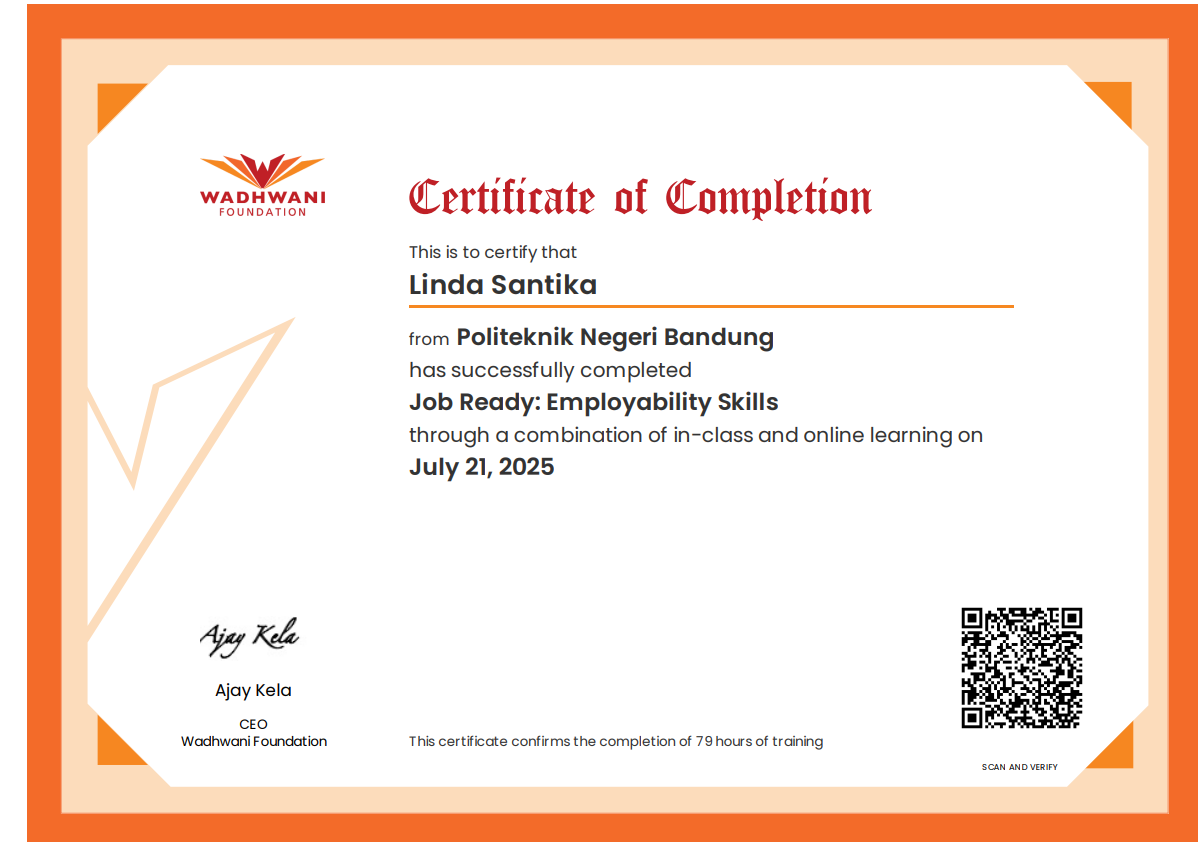 WADHWANI
FOUNDATION
Certificate of Completion
This is to certify that
Linda Santika
from Politeknik Negeri Bandung
has successfully completed
Job Ready: Employability Skills
through a combination of in-class and online learning on
July 21, 2025
Ajay Kela
Ajay Kela
CEO
Wadhwani Foundation
This certificate confirms the completion of 79 hours of training
SCAN AND VERIFY